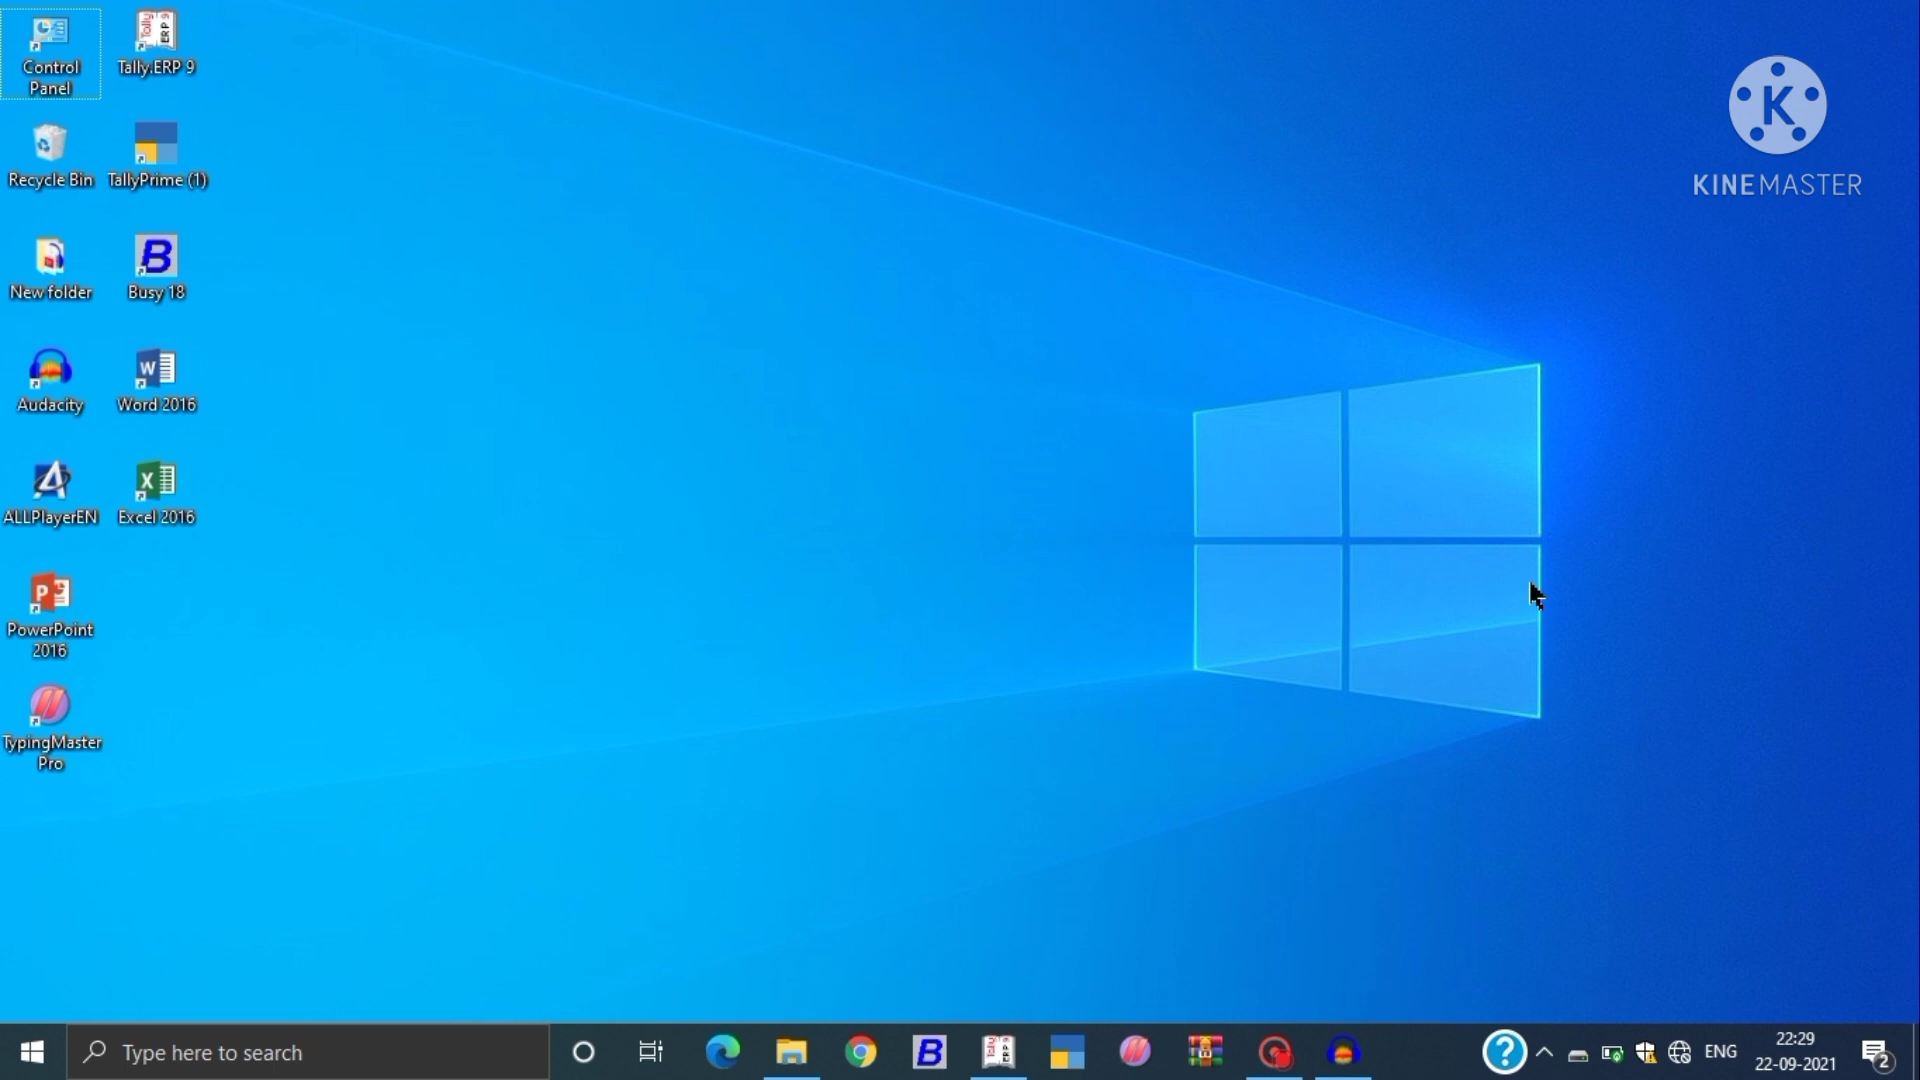 Control
Panel
Tally.ERP 9
Recycle Bin
TallyPrime (1)
New folder
Busy 18
Audacity
Word 2016
ALLPlayerEN
Excel 2016
PowerPoint
2016
TypingMaster
Pro
K
KINEMASTER
Type here to search
ENG
22:29
22-09-2021
2